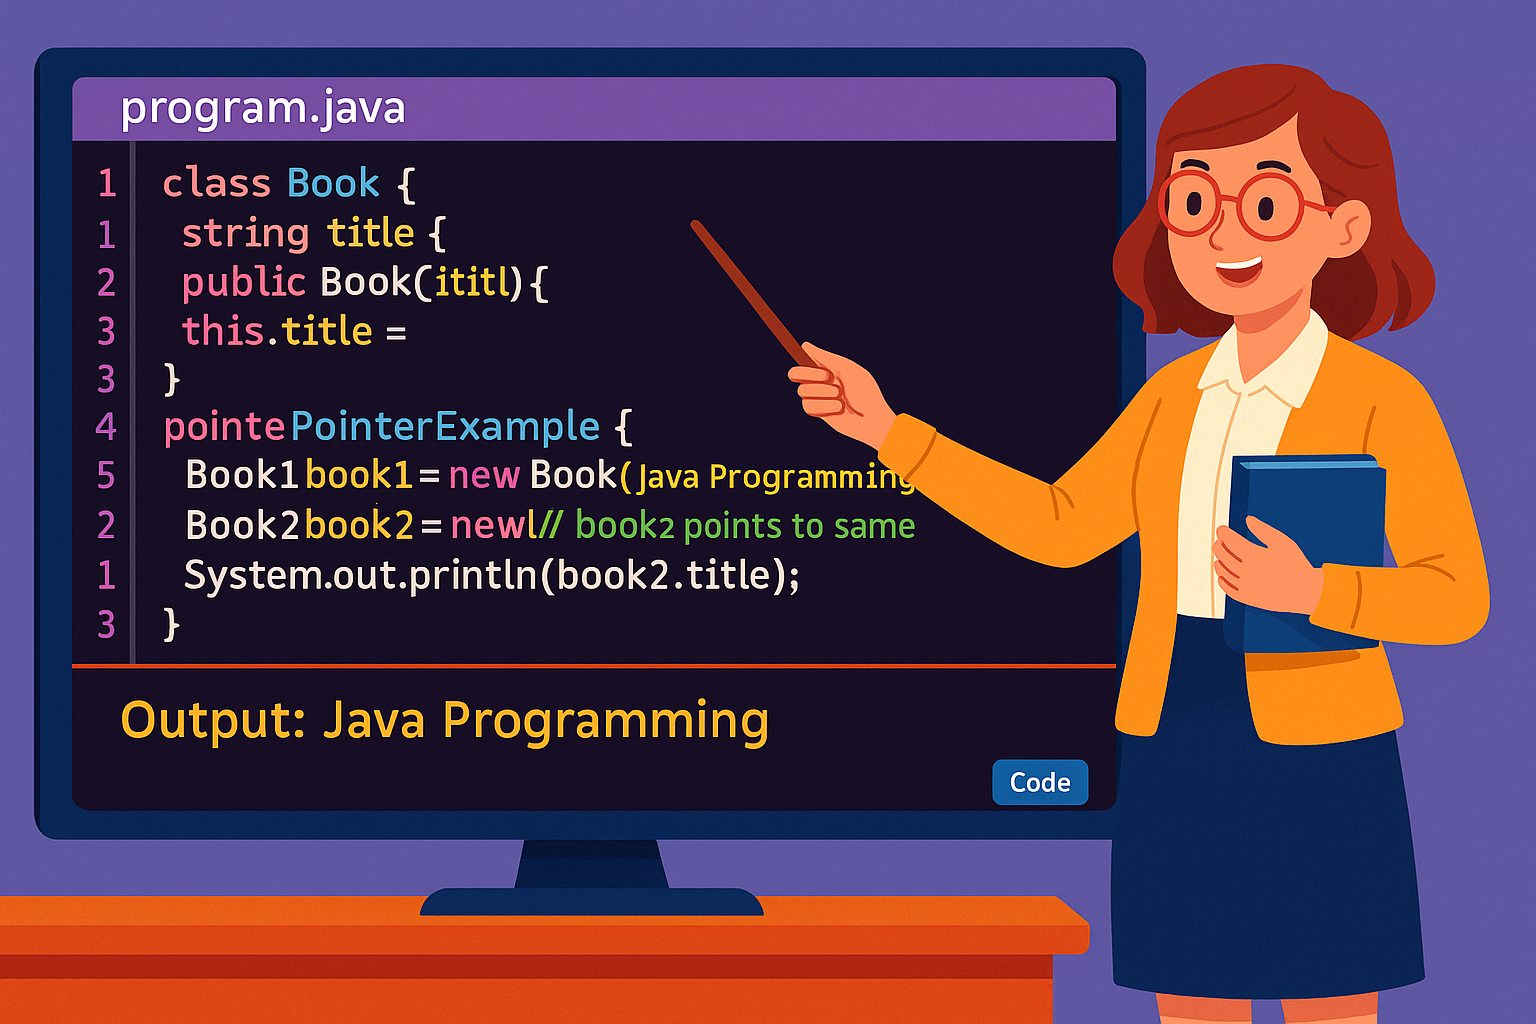 program.java
1 class Book {
1 string title {
2 public Book(ititl){
3 this.title =
3 }
4 pointe PointerExample {
5 Book1 book1 = new Book(Java Programming
2 Book2 book2 = newl// book2 points to same
1 System.out.println(book2.title);
3 }
Output: Java Programming
Code